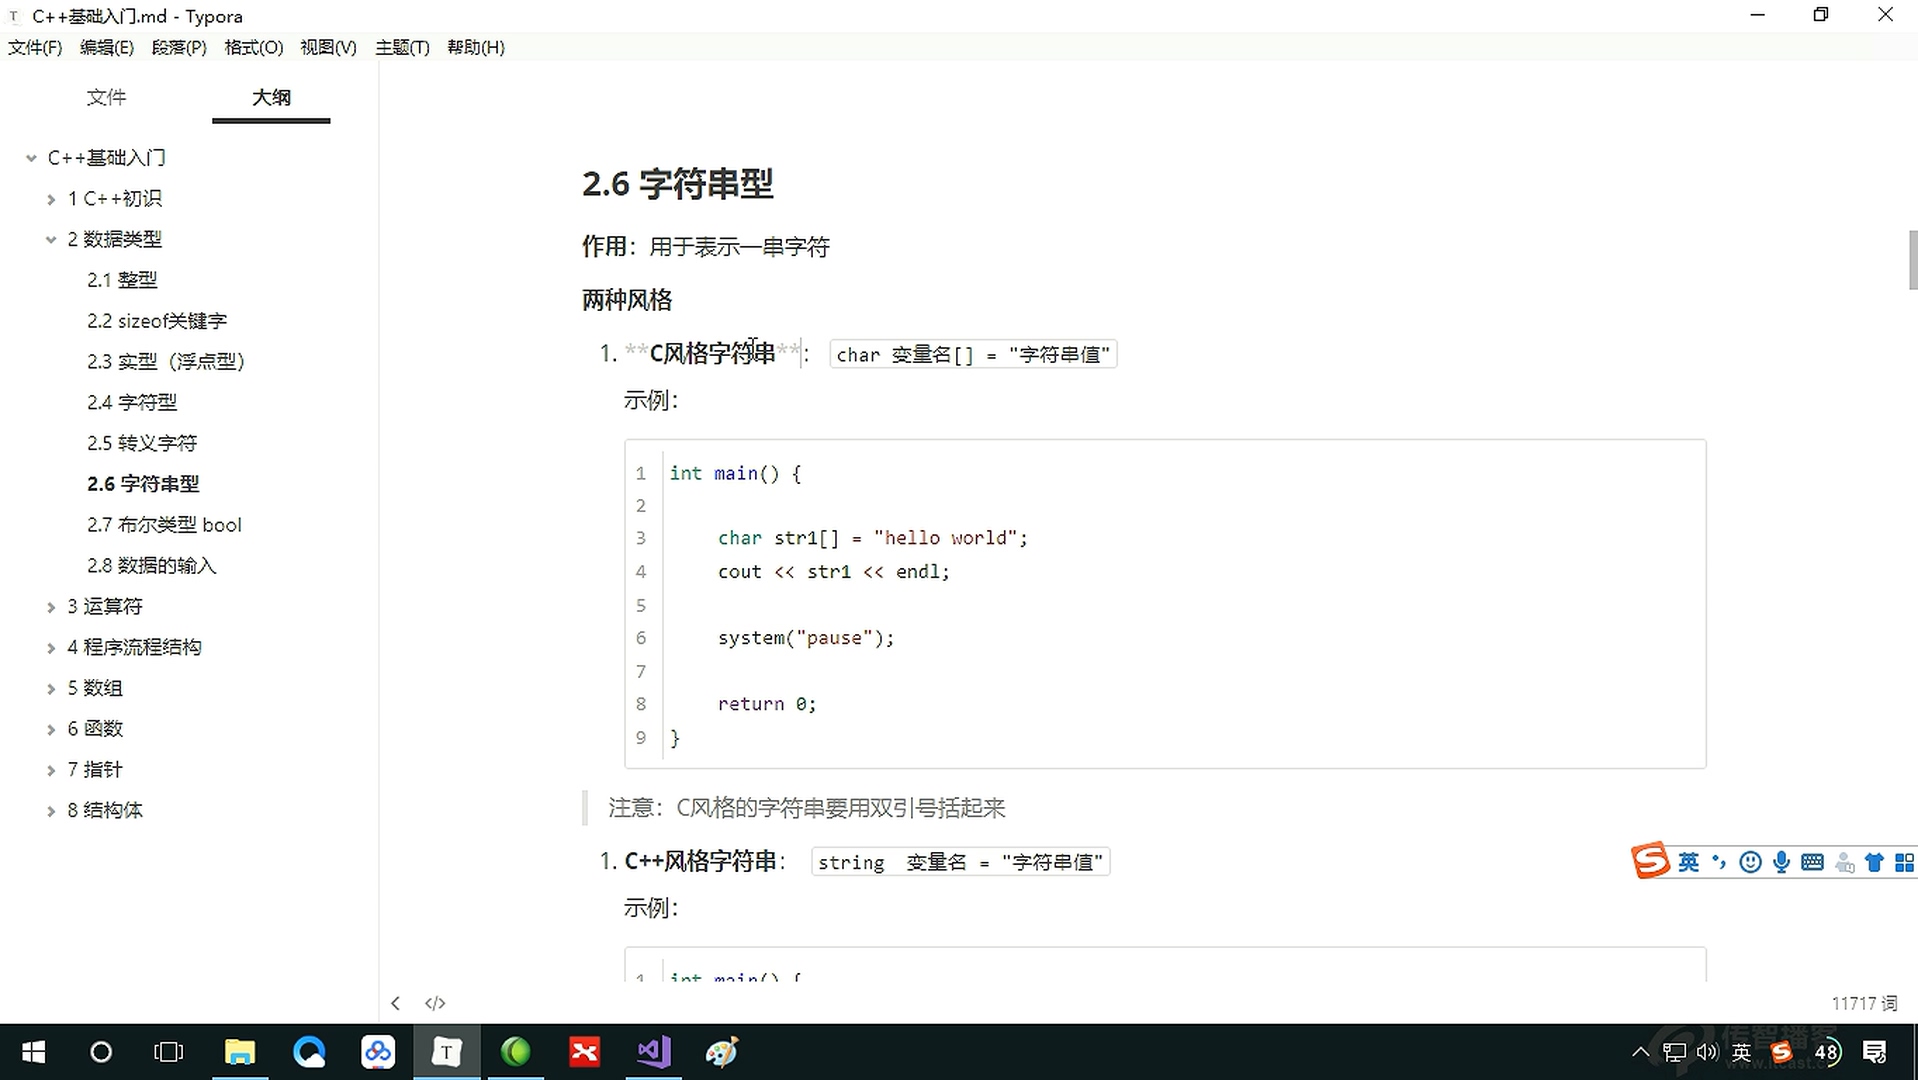 C++基础入门.md - Typora
文件(F) 编辑(E) 段落(P) 格式(O) 视图(V) 主题(T) 帮助(H)
文件 大纲
C++基础入门
1 C++初识
2 数据类型
2.1 整型
2.2 sizeof关键字
2.3 实型（浮点型）
2.4 字符型
2.5 转义字符
2.6 字符串型
2.7 布尔类型 bool
2.8 数据的输入
3 运算符
4 程序流程结构
5 数组
6 函数
7 指针
8 结构体
2.6 字符串型
作用：用于表示一串字符
两种风格
1. **C风格字符串**： char 变量名[] = "字符串值"
示例：
1 int main() {
2
3 char str1[] = "hello world";
4 cout << str1 << endl;
5
6 system("pause");
7
8 return 0;
9 }
注意：C风格的字符串要用双引号括起来
1. C++风格字符串： string 变量名 = "字符串值"
示例：
1 int main() {
英
11717 词
英 48
传智播客
www.itcast.c